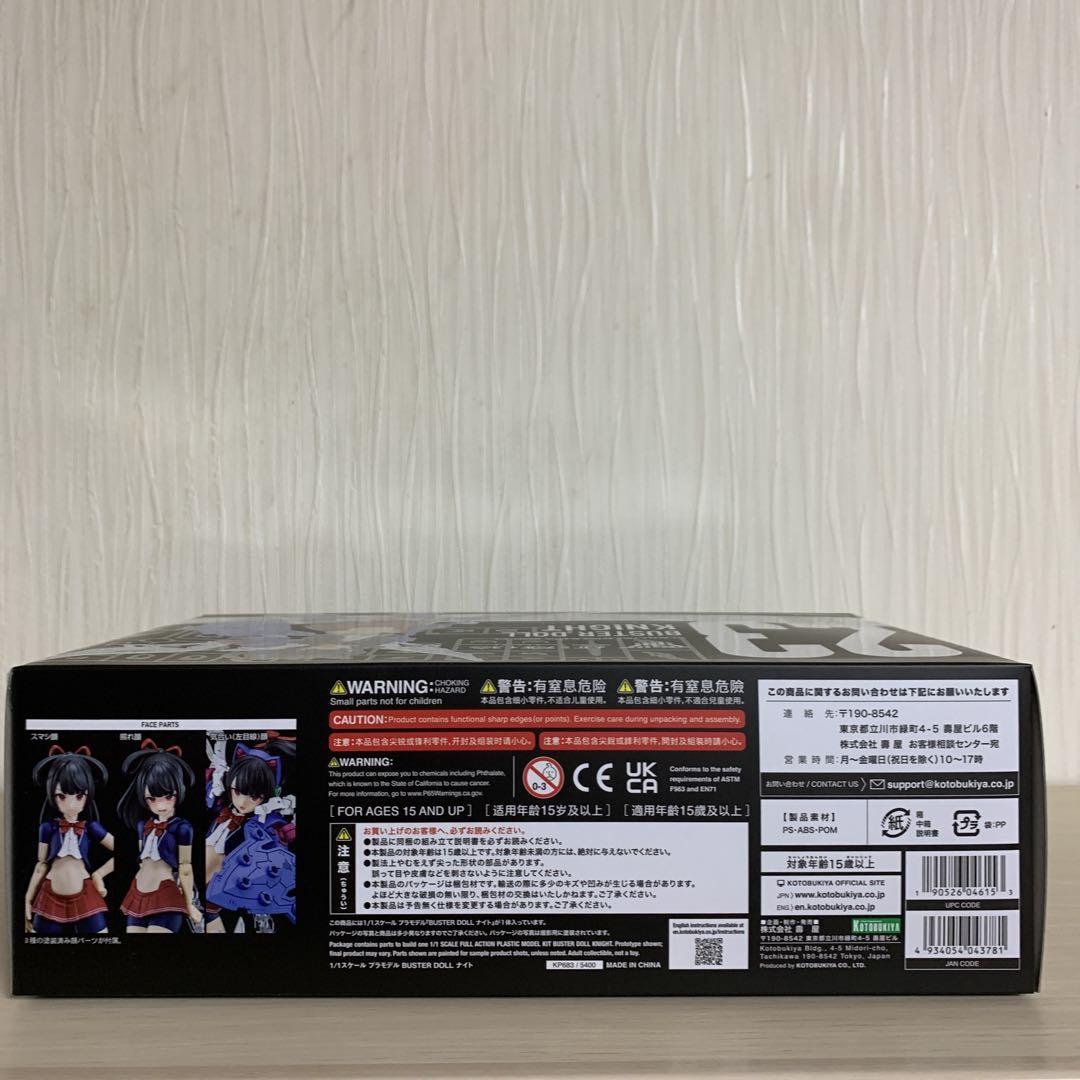 BUSTER DOLL
KNIGHT
FACE PARTS
スマシ顔
照れ顔
気合い(左目線)顔
3種の塗装済み顔パーツが付属。
WARNING: CHOKING HAZARD
Small parts not for children
警告:有窒息危险
本品包含细小零件,不适合儿童使用。
警告:有窒息危險
本品包含細小零件,不適合兒童使用。
CAUTION: Product contains functional sharp edges(or points). Exercise care during unpacking and assembly.
注意:本品包含尖锐或锋利零件,开封及组装时请小心。
注意:本品包含尖銳或鋒利零件,開封及組裝時請小心。
WARNING:
This product can expose you to chemicals including Phthalate,
which is known to the State of California to cause cancer.
For more information, go to www.P65Warnings.ca.gov.
0-3
CE
UK
CA
Conforms to the safety
requirements of ASTM
F963 and EN71
[ FOR AGES 15 AND UP ] [ 适用年龄15岁及以上 ] [ 適用年齡15歲及以上 ]
注意(ちゅうい)
お買い上げのお客様へ、必ずお読みください。
●製品に同梱の組み立て説明書を必ずお読みください。
●本製品の対象年齢は15歳以上です。対象年齢未満の方には、絶対に与えないでください。
●製法上やむをえず尖った形状の部品があります。
誤って目や皮膚などを刺さないように注意してください。
●本製品のパッケージは梱包材です。輸送の際に多少のキズや凹みが生じる場合があります。
よほど大きな破損の無い限り、梱包材の交換はいたしかねます。ご了承ください。
●本製品は予告無く仕様を変更する場合があります。ご了承ください。
この商品には1/1スケール プラモデル「BUSTER DOLL ナイト」が1体入っています。
パッケージの写真と商品は多少異なりますのでご了承ください。パッケージの写真は撮影用に塗装されています。
Package contains parts to build one 1/1 SCALE FULL ACTION PLASTIC MODEL KIT BUSTER DOLL KNIGHT. Prototype shown;
final product may vary. Parts shown are painted for sample product shots, unless noted. Adult collectible, not a toy.
1/1スケール プラモデル BUSTER DOLL ナイト
KP683 / 5400
MADE IN CHINA
English instructions available at
en.kotobukiya.co.jp/instructions
この商品に関するお問い合わせは下記にお願いいたします
連絡先:〒190-8542
東京都立川市緑町4-5 壽屋ビル6階
株式会社 壽屋 お客様相談センター宛
営業時間:月〜金曜日(祝日を除く)10〜17時
お問い合わせ / CONTACT US
support@kotobukiya.co.jp
【製品素材】
PS・ABS・POM
紙
箱
中箱
説明書
プラ
袋:PP
対象年齢15歳以上
KOTOBUKIYA OFFICIAL SITE
JPN) www.kotobukiya.co.jp
ENG.) en.kotobukiya.co.jp
■企画・制作・発売■
株式会社 壽屋
KOTOBUKIYA
〒190-8542 東京都立川市緑町4-5 壽屋ビル
Kotobukiya Bldg., 4-5 Midori-cho,
Tachikawa 190-8542 Tokyo, Japan
Produced by KOTOBUKIYA CO., LTD.
1 90526 04615 3
UPC CODE
4 934054 043781
JAN CODE